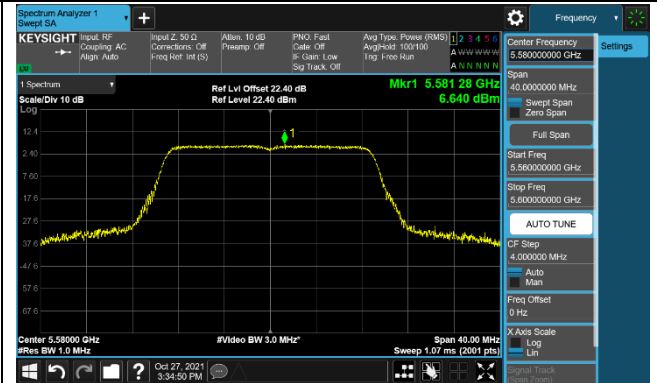 Spectrum Analyzer 1
Swept SA
Frequency
KEYSIGHT
Input: RF
Coupling: AC
Align: Auto
Input Z: 50 Ω
Corrections: Off
Freq Ref: Int (S)
Atten: 10 dB
Preamp: Off
PNO: Fast
Gate: Off
IF Gain: Low
Sig Track: Off
Avg Type: Power (RMS)
Avg|Hold: 100/100
Trig: Free Run
1 2 3 4 5 6
A W W W W W
A N N N N N
1 Spectrum
Scale/Div 10 dB
Log
Ref Lvl Offset 22.40 dB
Ref Level 22.40 dBm
Mkr1 5.581 28 GHz
6.640 dBm
1
12.4
2.40
-7.60
-17.6
-27.6
-37.6
-47.6
-57.6
-67.6
Center 5.58000 GHz
#Res BW 1.0 MHz
#Video BW 3.0 MHz*
Span 40.00 MHz
Sweep 1.07 ms (2001 pts)
Oct 27, 2021
3:34:50 PM
Center Frequency
5.580000000 GHz
Settings
Span
40.0000000 MHz
Swept Span
Zero Span
Full Span
Start Freq
5.560000000 GHz
Stop Freq
5.600000000 GHz
AUTO TUNE
CF Step
4.000000 MHz
Auto
Man
Freq Offset
0 Hz
X Axis Scale
Log
Lin
Signal Track
(Span Zoom)